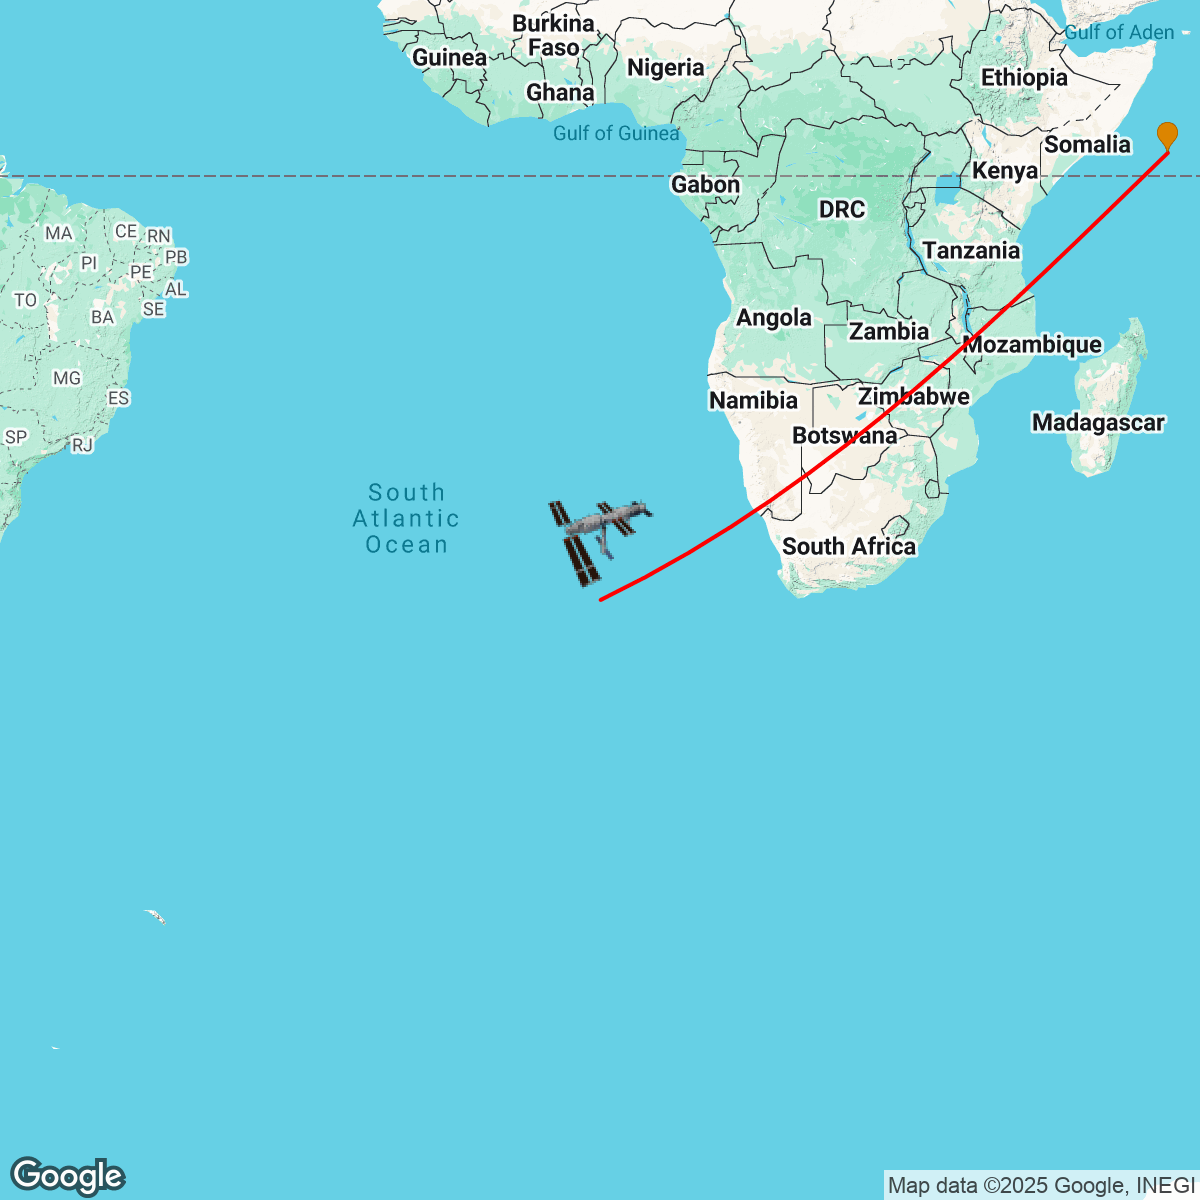 Burkina
Faso
Gulf of Aden
Guinea
Nigeria
Ethiopia
Ghana
Gulf of Guinea
Somalia
Kenya
Gabon
DRC
MA
CE
RN
PI
PE
PB
Tanzania
TO
AL
BA
SE
Angola
Zambia
Mozambique
MG
ES
Namibia
Zimbabwe
Madagascar
SP
RJ
Botswana
South
Atlantic
Ocean
South Africa
Google
Map data ©2025 Google, INEGI